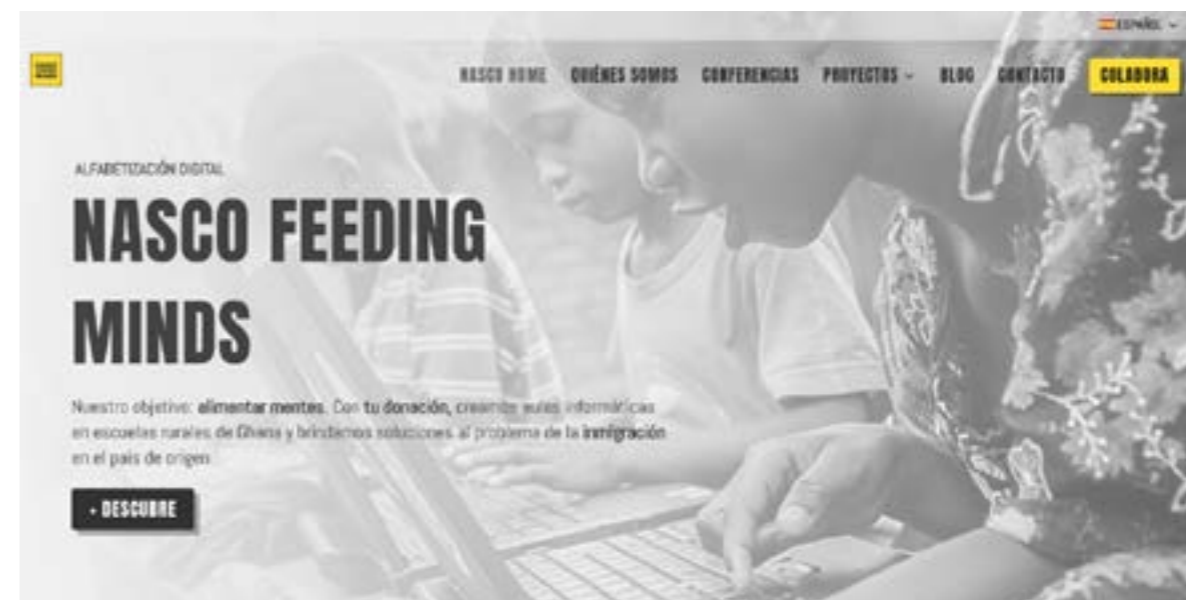 ESPAÑOL
NASCO HOME QUIÉNES SOMOS CONFERENCIAS PROYECTOS BLOG CONTACTO COLABORA
ALFABETIZACIÓN DIGITAL
NASCO FEEDING
MINDS
Nuestro objetivo: alimentar mentes. Con tu donación, creamos aulas informáticas
en escuelas rurales de Ghana y brindamos soluciones al problema de la inmigración
en el país de origen
+ DESCUBRE